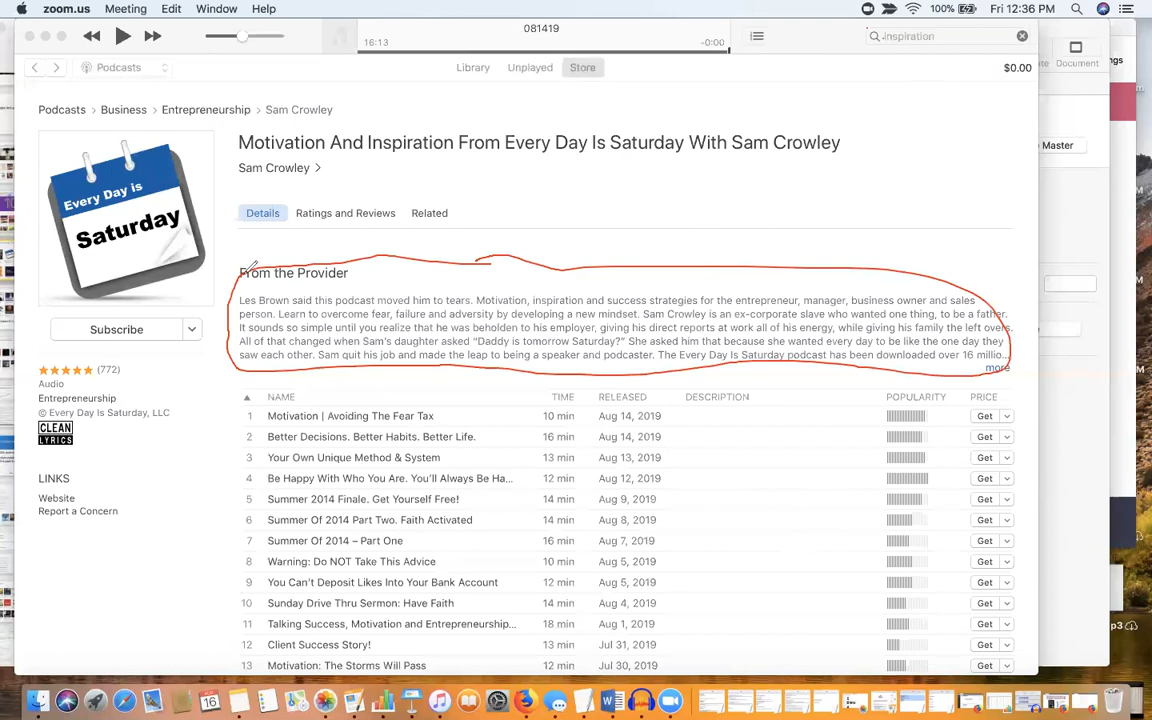 zoom.us Meeting Edit Window Help 100% Fri 12:36 PM
081419
16:13 -0:00
inspiration
Podcasts Library Unplayed Store $0.00
Document
Podcasts > Business > Entrepreneurship > Sam Crowley
Every Day is
Saturday
Motivation And Inspiration From Every Day Is Saturday With Sam Crowley
Master
Sam Crowley >
Details Ratings and Reviews Related
From the Provider
Les Brown said this podcast moved him to tears. Motivation, inspiration and success strategies for the entrepreneur, manager, business owner and sales
person. Learn to overcome fear, failure and adversity by developing a new mindset. Sam Crowley is an ex-corporate slave who wanted one thing, to be a father.
It sounds so simple until you realize that he was beholden to his employer, giving his direct reports at work all of his energy, while giving his family the left overs.
All of that changed when Sam's daughter asked “Daddy is tomorrow Saturday?” She asked him that because she wanted every day to be like the one day they
saw each other. Sam quit his job and made the leap to being a speaker and podcaster. The Every Day Is Saturday podcast has been downloaded over 16 millio...
more
Subscribe
(772)
Audio
Entrepreneurship
© Every Day Is Saturday, LLC
CLEAN
LYRICS
LINKS
Website
Report a Concern
NAME TIME RELEASED DESCRIPTION POPULARITY PRICE
1 Motivation | Avoiding The Fear Tax 10 min Aug 14, 2019 Get
2 Better Decisions. Better Habits. Better Life. 16 min Aug 14, 2019 Get
3 Your Own Unique Method & System 13 min Aug 13, 2019 Get
4 Be Happy With Who You Are. You'll Always Be Ha... 12 min Aug 12, 2019 Get
5 Summer 2014 Finale. Get Yourself Free! 14 min Aug 9, 2019 Get
6 Summer Of 2014 Part Two. Faith Activated 14 min Aug 8, 2019 Get
7 Summer Of 2014 – Part One 16 min Aug 7, 2019 Get
8 Warning: Do NOT Take This Advice 10 min Aug 5, 2019 Get
9 You Can't Deposit Likes Into Your Bank Account 12 min Aug 5, 2019 Get
10 Sunday Drive Thru Sermon: Have Faith 14 min Aug 4, 2019 Get
11 Talking Success, Motivation and Entrepreneurship... 18 min Aug 1, 2019 Get
12 Client Success Story! 13 min Jul 31, 2019 Get
13 Motivation: The Storms Will Pass 12 min Jul 30, 2019 Get
p3
16